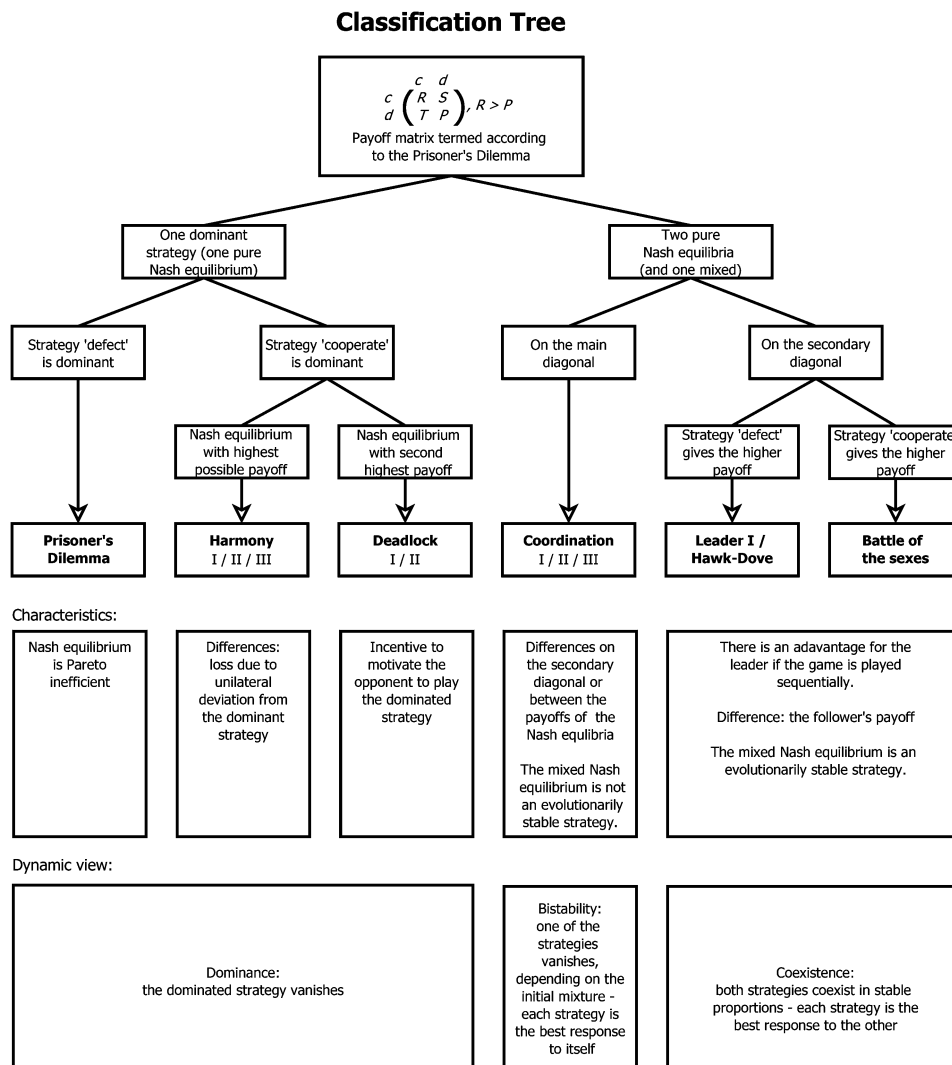 Classification Tree
c d
c ( R S
d T P ) , R > P
Payoff matrix termed according
to the Prisoner's Dilemma
One dominant
strategy (one pure
Nash equilibrium)
Two pure
Nash equilibria
(and one mixed)
Strategy 'defect'
is dominant
Strategy 'cooperate'
is dominant
On the main
diagonal
On the secondary
diagonal
Nash equilibrium
with highest
possible payoff
Nash equilibrium
with second
highest payoff
Strategy 'defect'
gives the higher
payoff
Strategy 'cooperate'
gives the higher
payoff
Prisoner's
Dilemma
Harmony
I / II / III
Deadlock
I / II
Coordination
I / II / III
Leader I /
Hawk-Dove
Battle of
the sexes
Characteristics:
Nash equilibrium
is Pareto
inefficient
Differences:
loss due to
unilateral
deviation from
the dominant
strategy
Incentive to
motivate the
opponent to play
the dominated
strategy
Differences on
the secondary
diagonal or
between the
payoffs of the
Nash equlibria
The mixed Nash
equilibrium is not
an evolutionarily
stable strategy.
There is an adavantage for the
leader if the game is played
sequentially.
Difference: the follower's payoff
The mixed Nash equilibrium is an
evolutionarily stable strategy.
Dynamic view:
Dominance:
the dominated strategy vanishes
Bistability:
one of the
strategies
vanishes,
depending on the
initial mixture -
each strategy is
the best response
to itself
Coexistence:
both strategies coexist in stable
proportions - each strategy is the
best response to the other